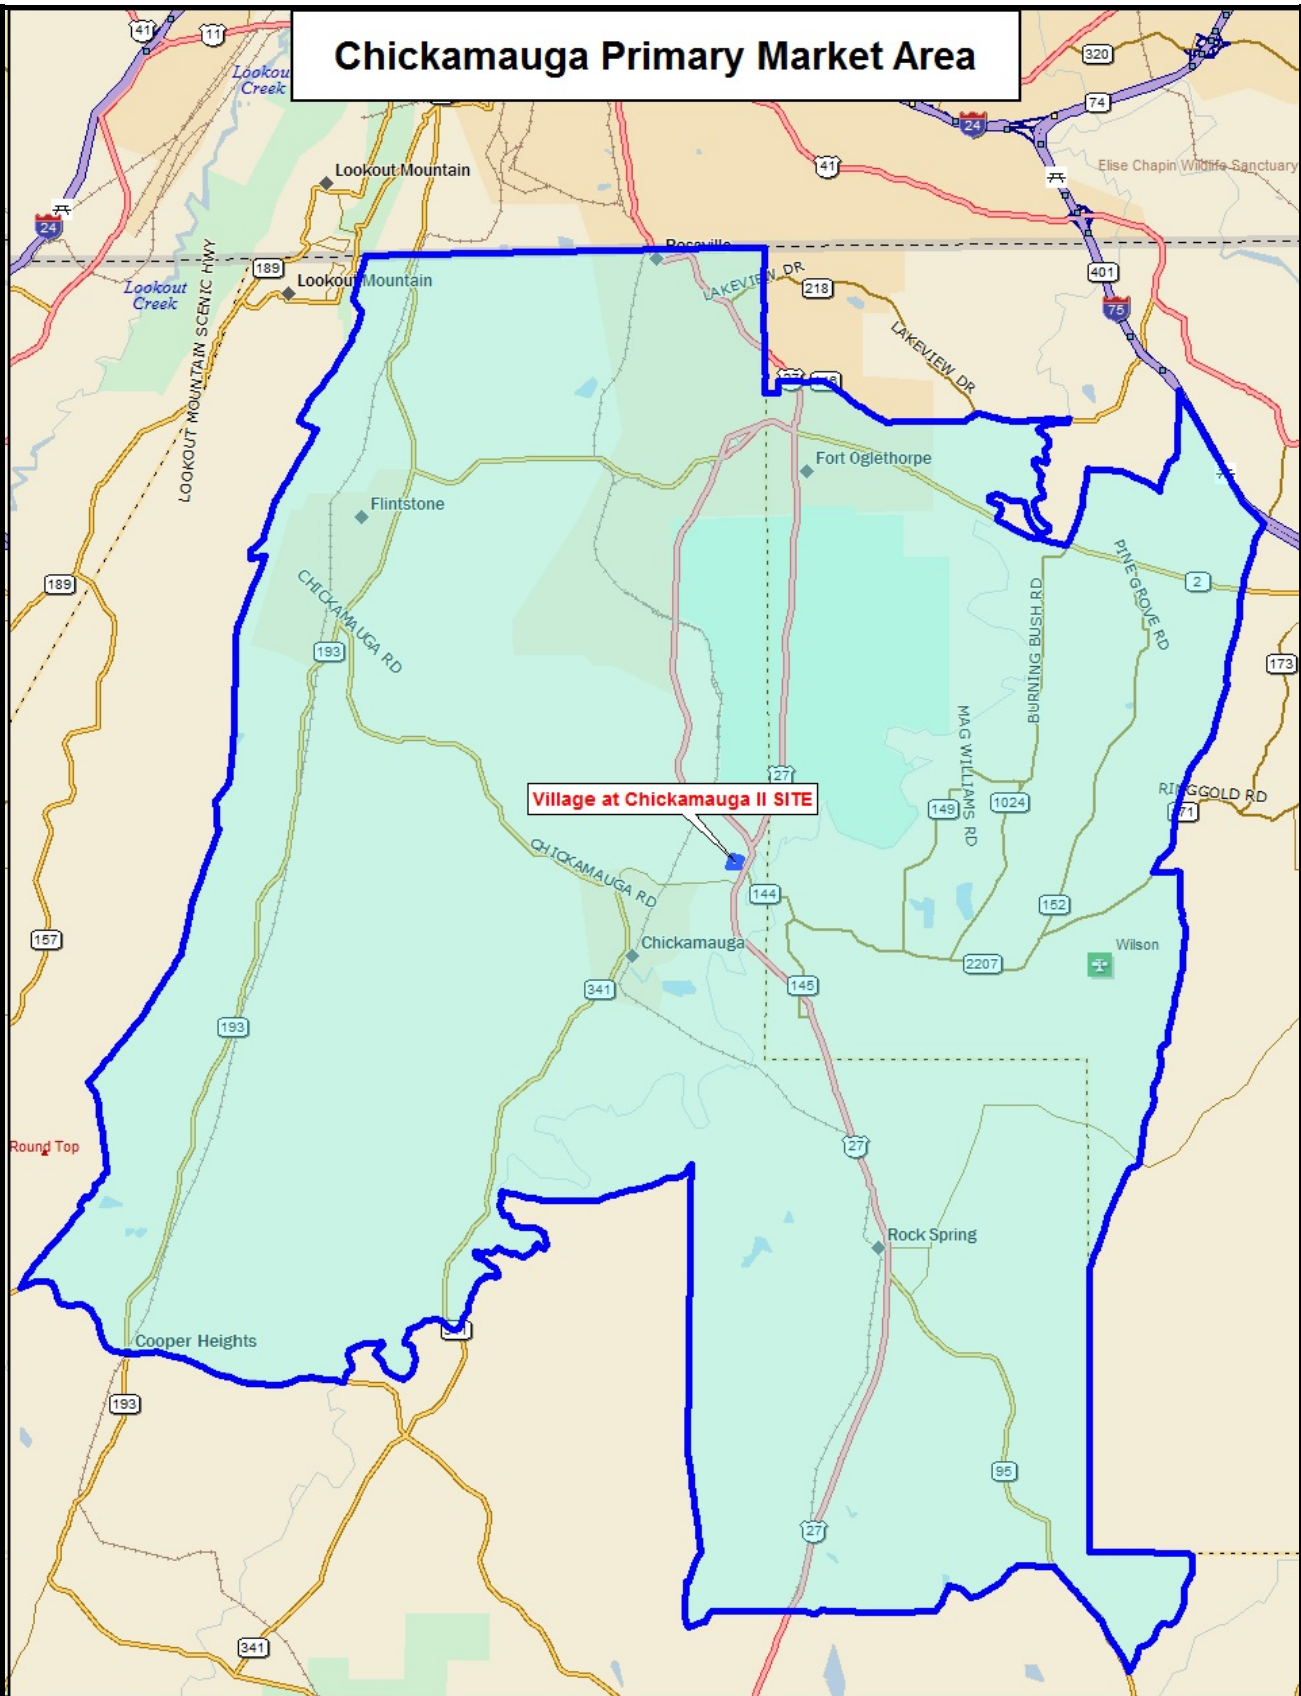 Chickamauga Primary Market Area
41
11
Lookou
Creek
320
74
24
41
Elise Chapin Wildlife Sanctuary
Lookout Mountain
24
Rossville
189
LOOKOUT MOUNTAIN SCENIC HWY
Lookout
Creek
Lookout Mountain
LAKEVIEW DR
218
401
75
LAKEVIEW DR
27
Fort Oglethorpe
Flintstone
PINE GROVE RD
2
189
CHICKAMAUGA RD
BURNING BUSH RD
193
173
MAG WILLIAMS RD
27
Village at Chickamauga II SITE
RINGGOLD RD
149
1024
71
CHICKAMAUGA RD
144
152
157
Chickamauga
Wilson
2207
341
145
193
Round Top
27
Rock Spring
Cooper Heights
193
95
27
341